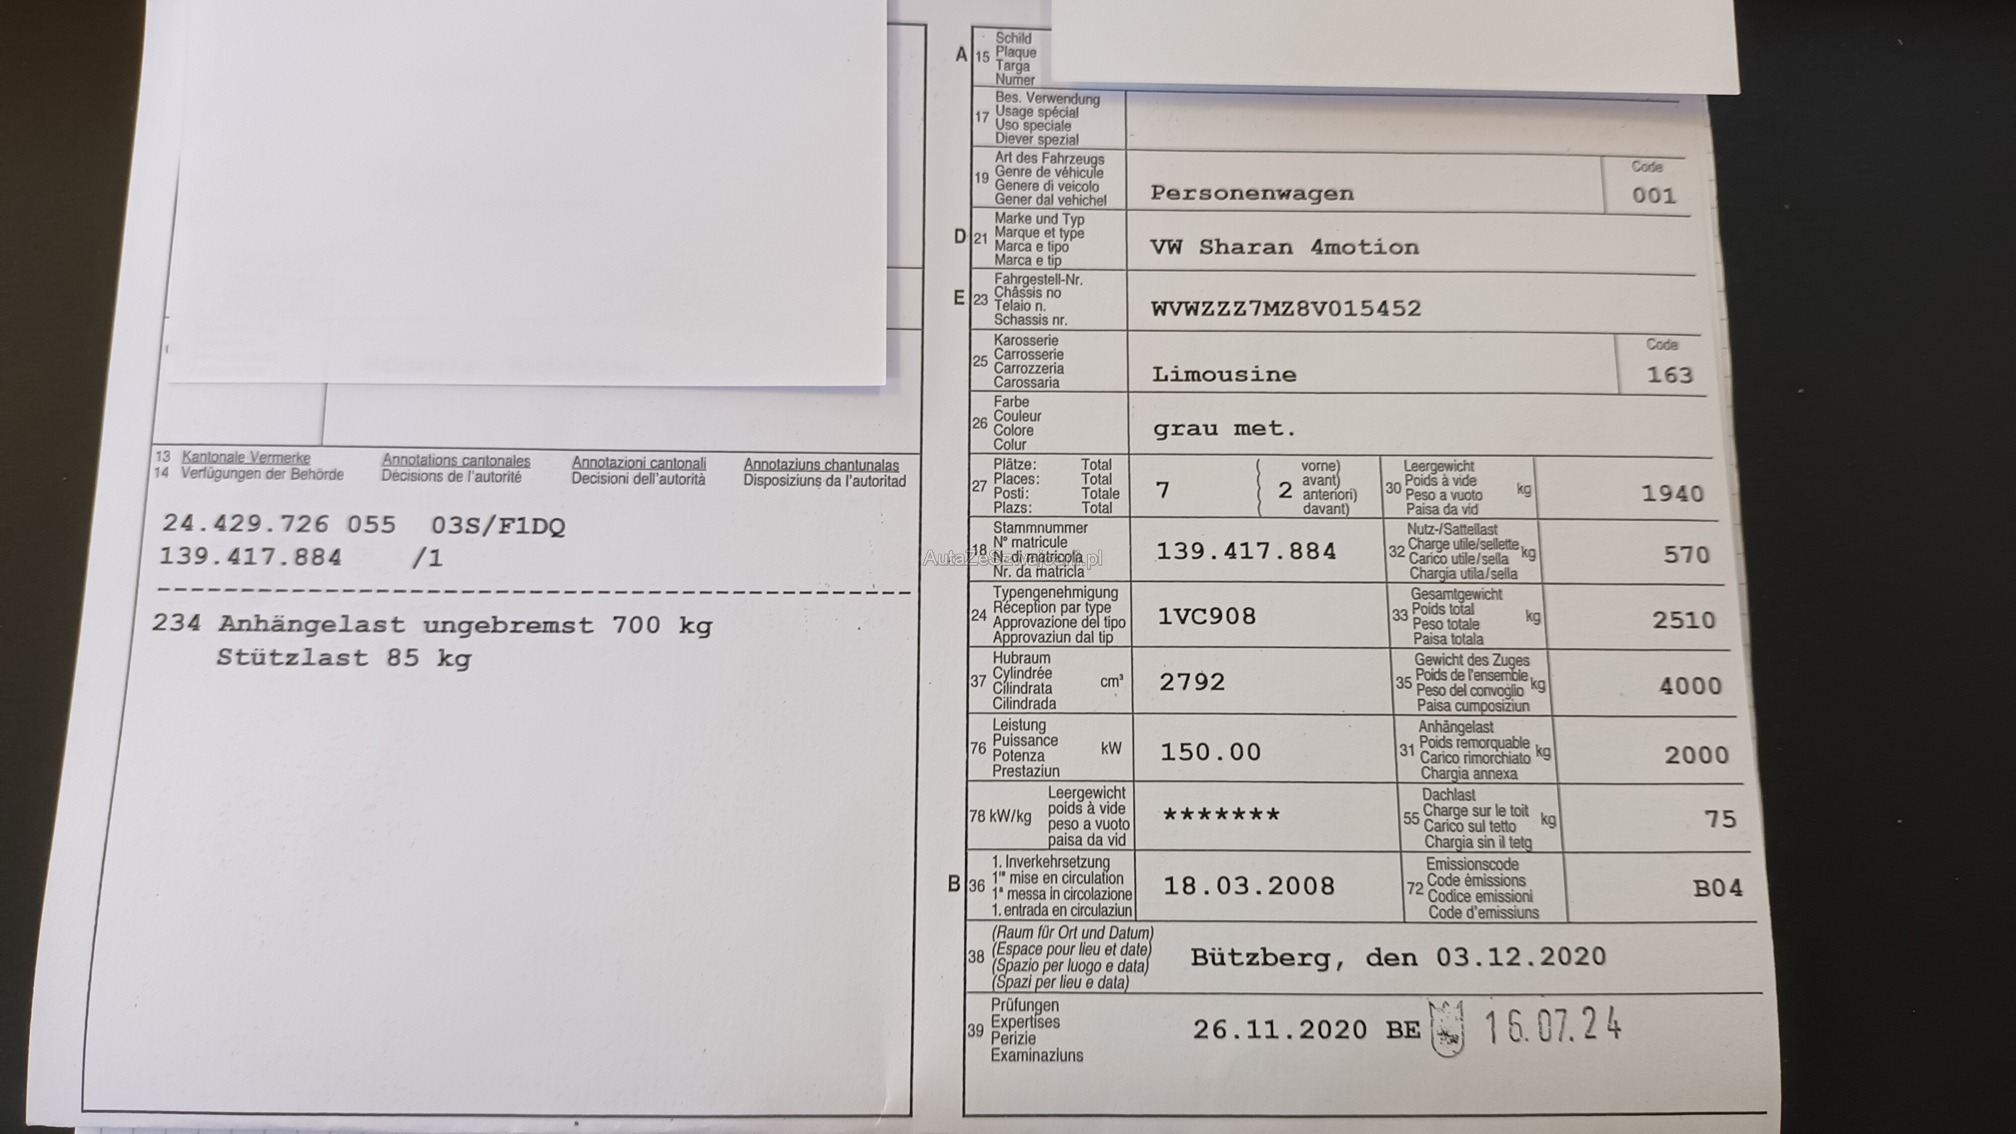 13 Kantonale Vermerke Annotations cantonales Annotazioni cantonali Annotaziuns chantunalas
14 Verfügungen der Behörde Décisions de l'autorité Decisioni dell'autorità Disposiziuns da l'autoritad
24.429.726 055 03S/F1DQ
139.417.884 /1
234 Anhängelast ungebremst 700 kg
Stützlast 85 kg
A 15 Schild
Plaque
Targa
Numer
17 Bes. Verwendung
Usage spécial
Uso speciale
Diever spezial
19 Art des Fahrzeugs
Genre de véhicule
Genere di veicolo
Gener dal vehichel
Personenwagen
Code
001
D 21 Marke und Typ
Marque et type
Marca e tipo
Marca e tip
VW Sharan 4motion
E 23 Fahrgestell-Nr.
Châssis no
Telaio n.
Schassis nr.
WVWZZZ7MZ8V015452
25 Karosserie
Carrosserie
Carrozzeria
Carossaria
Limousine
Code
163
26 Farbe
Couleur
Colore
Colur
grau met.
27 Plätze: Total
Places: Total
Posti: Totale
Plazs: Total
7
( 2 vorne)
avant)
anteriori)
davant)
30 Leergewicht
Poids à vide
Peso a vuoto
Paisa da vid
kg
1940
18 Stammnummer
N° matricule
N. di matricola
Nr. da matricla
139.417.884
32 Nutz-/Sattellast
Charge utile/sellette
Carico utile/sella
Chargia utila/sella
kg
570
24 Typengenehmigung
Réception par type
Approvazione del tipo
Approvaziun dal tip
1VC908
33 Gesamtgewicht
Poids total
Peso totale
Paisa totala
kg
2510
37 Hubraum
Cylindrée
Cilindrata
Cilindrada
cm³
2792
35 Gewicht des Zuges
Poids de l'ensemble
Peso del convoglio
Paisa cumposiziun
kg
4000
76 Leistung
Puissance
Potenza
Prestaziun
kW
150.00
31 Anhängelast
Poids remorquable
Carico rimorchiato
Chargia annexa
kg
2000
78 kW/kg Leergewicht
poids à vide
peso a vuoto
paisa da vid
*******
55 Dachlast
Charge sur le toit
Carico sul tetto
Chargia sin il tetg
kg
75
B 36 1. Inverkehrsetzung
1re mise en circulation
1a messa in circolazione
1. entrada en circulaziun
18.03.2008
72 Emissionscode
Code émissions
Codice emissioni
Code d'emissiuns
B04
38 (Raum für Ort und Datum)
(Espace pour lieu et date)
(Spazio per luogo e data)
(Spazi per lieu e data)
Bützberg, den 03.12.2020
39 Prüfungen
Expertises
Perizie
Examinaziuns
26.11.2020 BE 16.07.24
AutaZeSzwajcarii.pl